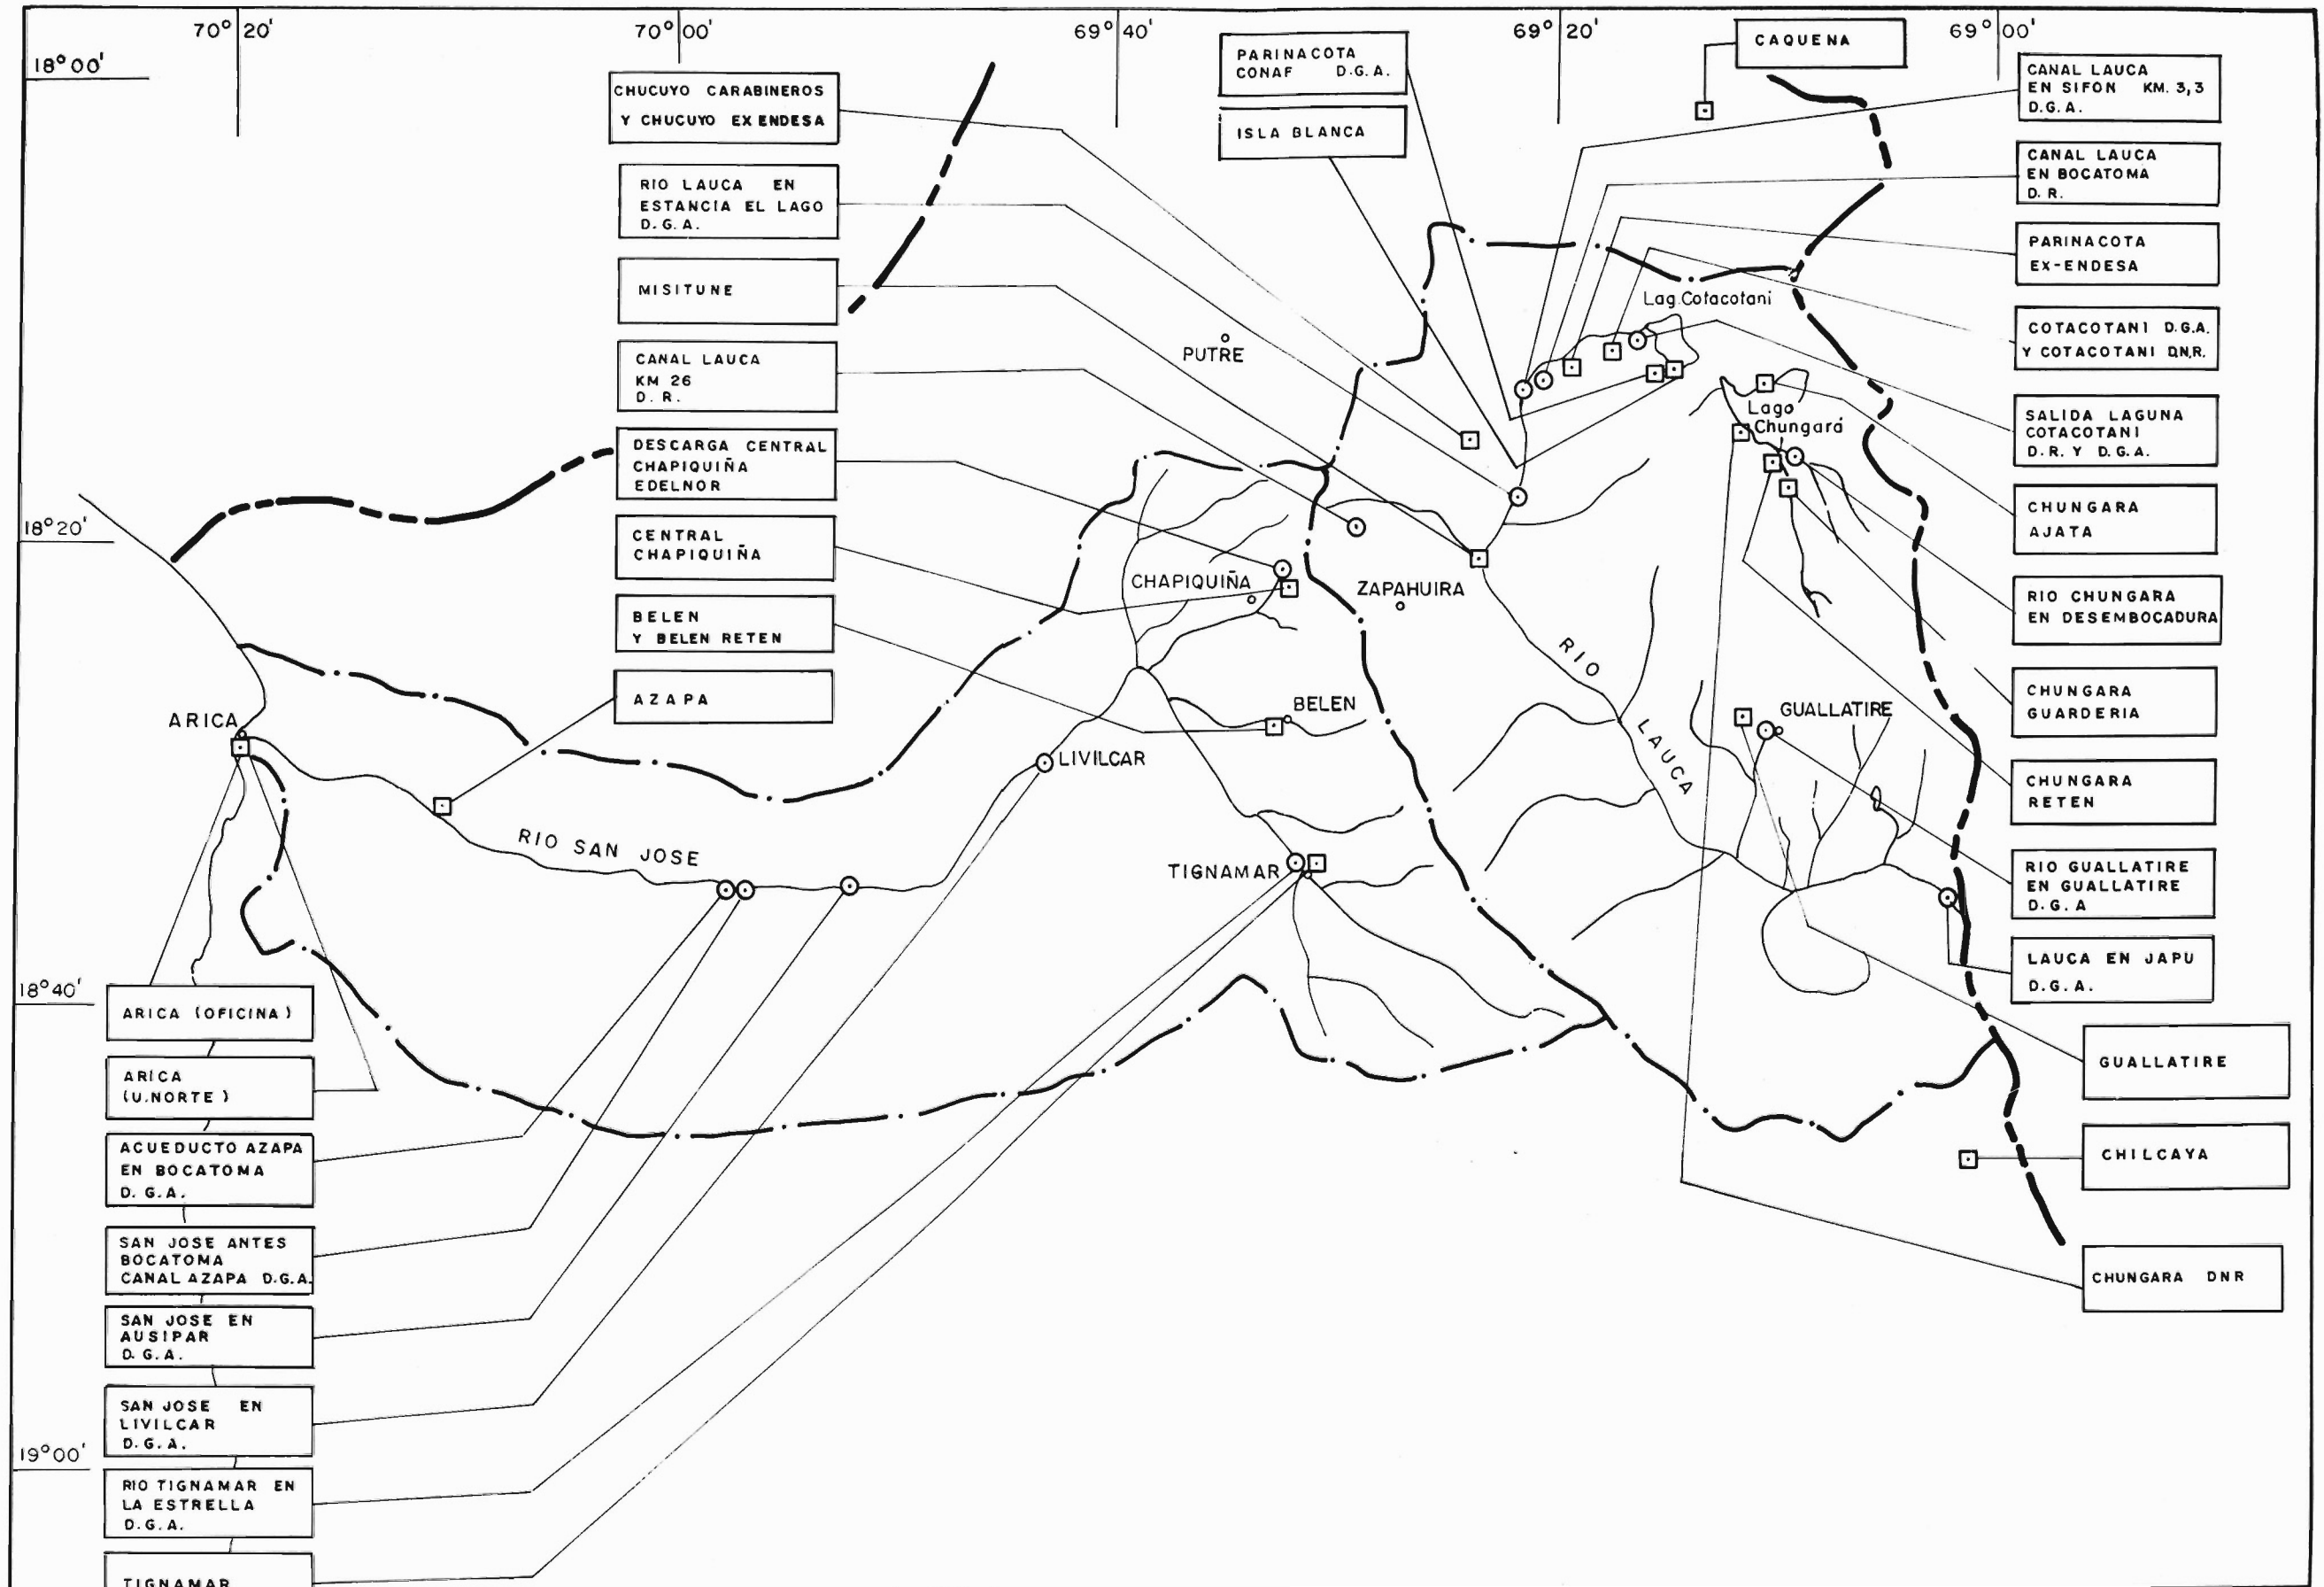 70° 20'
70° 00'
69° 40'
69° 20'
69° 00'
18° 00'
18° 20'
18° 40'
19° 00'
CHUCUYO CARABINEROS
Y CHUCUYO EX ENDESA
RIO LAUCA EN
ESTANCIA EL LAGO
D.G.A.
MISITUNE
CANAL LAUCA
KM 26
D.R.
DESCARGA CENTRAL
CHAPIQUIÑA
EDELNOR
CENTRAL
CHAPIQUIÑA
BELEN
Y BELEN RETEN
AZAPA
PARINACOTA
CONAF D.G.A.
ISLA BLANCA
CAQUENA
CANAL LAUCA
EN SIFON KM. 3,3
D.G.A.
CANAL LAUCA
EN BOCATOMA
D.R.
PARINACOTA
EX-ENDESA
COTACOTANI D.G.A.
Y COTACOTANI D.N.R.
SALIDA LAGUNA
COTACOTANI
D.R. Y D.G.A.
CHUNGARA
AJATA
RIO CHUNGARA
EN DESEMBOCADURA
CHUNGARA
GUARDERIA
CHUNGARA
RETEN
RIO GUALLATIRE
EN GUALLATIRE
D.G.A
LAUCA EN JAPU
D.G.A.
GUALLATIRE
CHILCAYA
CHUNGARA DNR
Lag. Cotacotani
Lago
Chungará
PUTRE
CHAPIQUIÑA
ZAPAHUIRA
RIO
LAUCA
BELEN
GUALLATIRE
LIVILCAR
TIGNAMAR
ARICA
RIO SAN JOSE
ARICA (OFICINA)
ARICA
(U.NORTE)
ACUEDUCTO AZAPA
EN BOCATOMA
D.G.A.
SAN JOSE ANTES
BOCATOMA
CANAL AZAPA D.G.A.
SAN JOSE EN
AUSIPAR
D.G.A.
SAN JOSE EN
LIVILCAR
D.G.A.
RIO TIGNAMAR EN
LA ESTRELLA
D.G.A.
TIGNAMAR